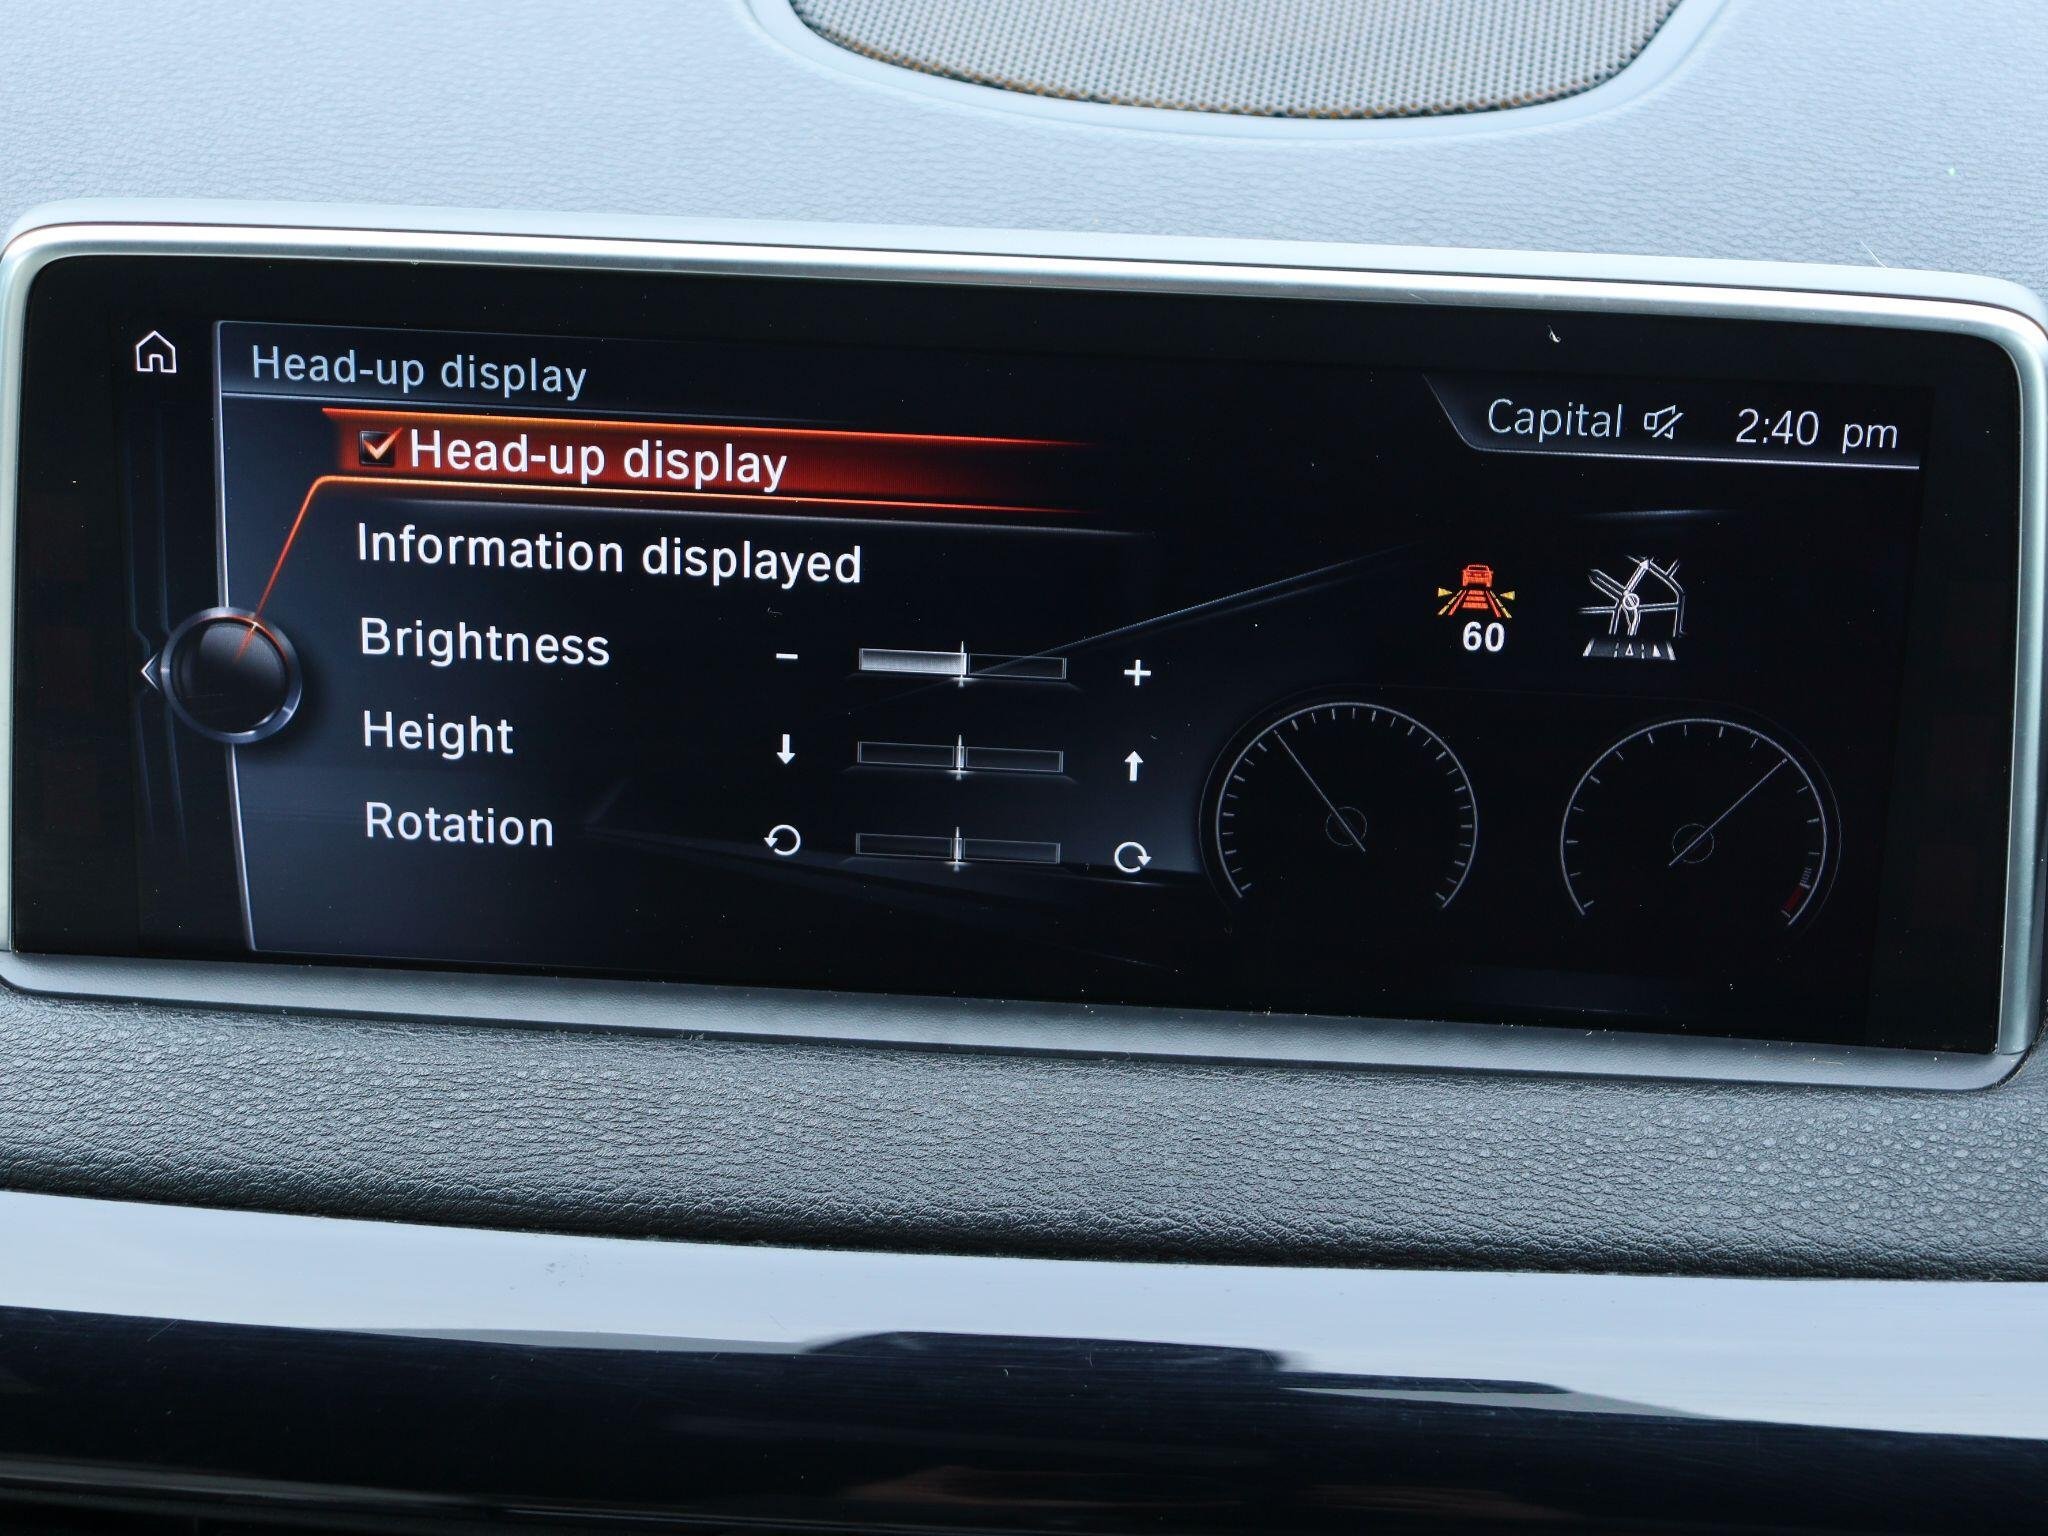 Head-up display
Capital 2:40 pm
Head-up display
Information displayed
Brightness - +
Height
Rotation
60